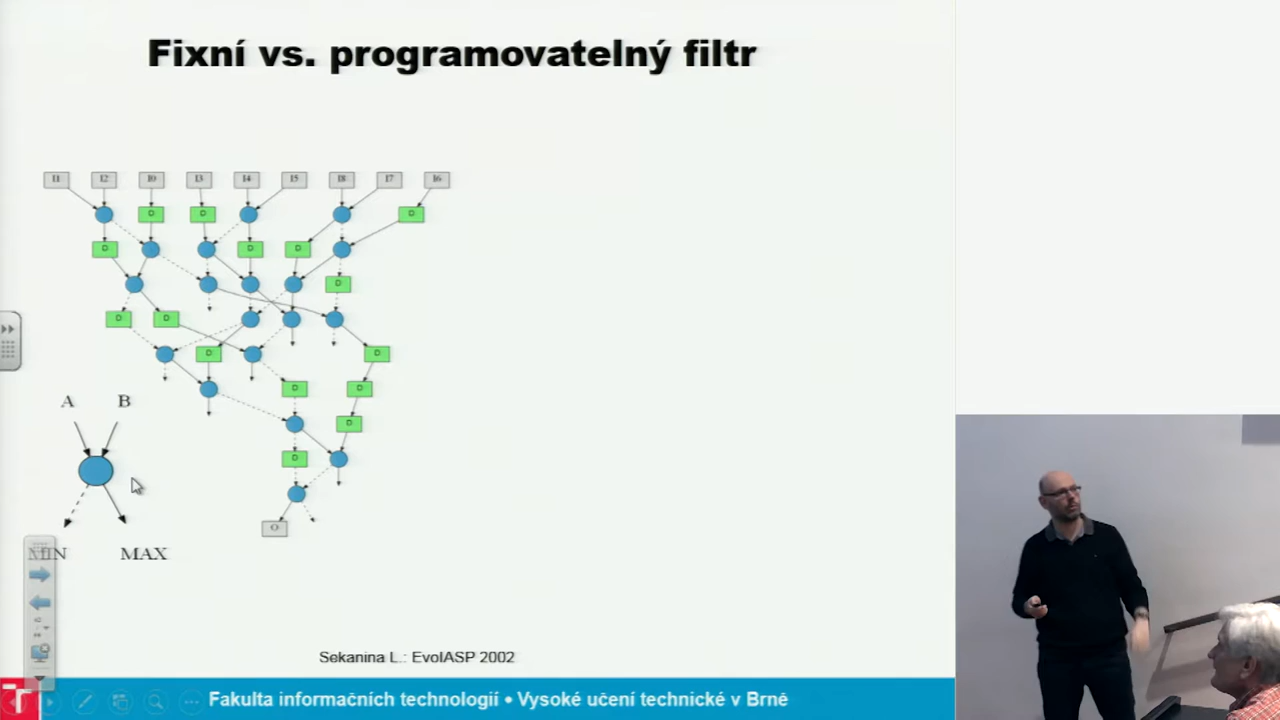 Fixní vs. programovatelný filtr
I1 I2 I0 I3 I4 I5 I8 I7 I6
D D D D
D D D
D
D D
D D
D D
D
D
A B
O
MIN MAX
Sekanina L.: EvoIASP 2002
Fakulta informačních technologií • Vysoké učení technické v Brně